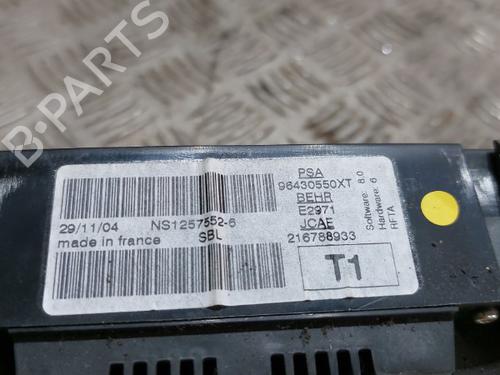 PSA
96430550XT
BEHR
E2971
JCAE
216788933
T1
Software: 8.0
Hardware: 6
RFTA
29/11/04 NS1257552-6
made in france SBL
B-PARTS